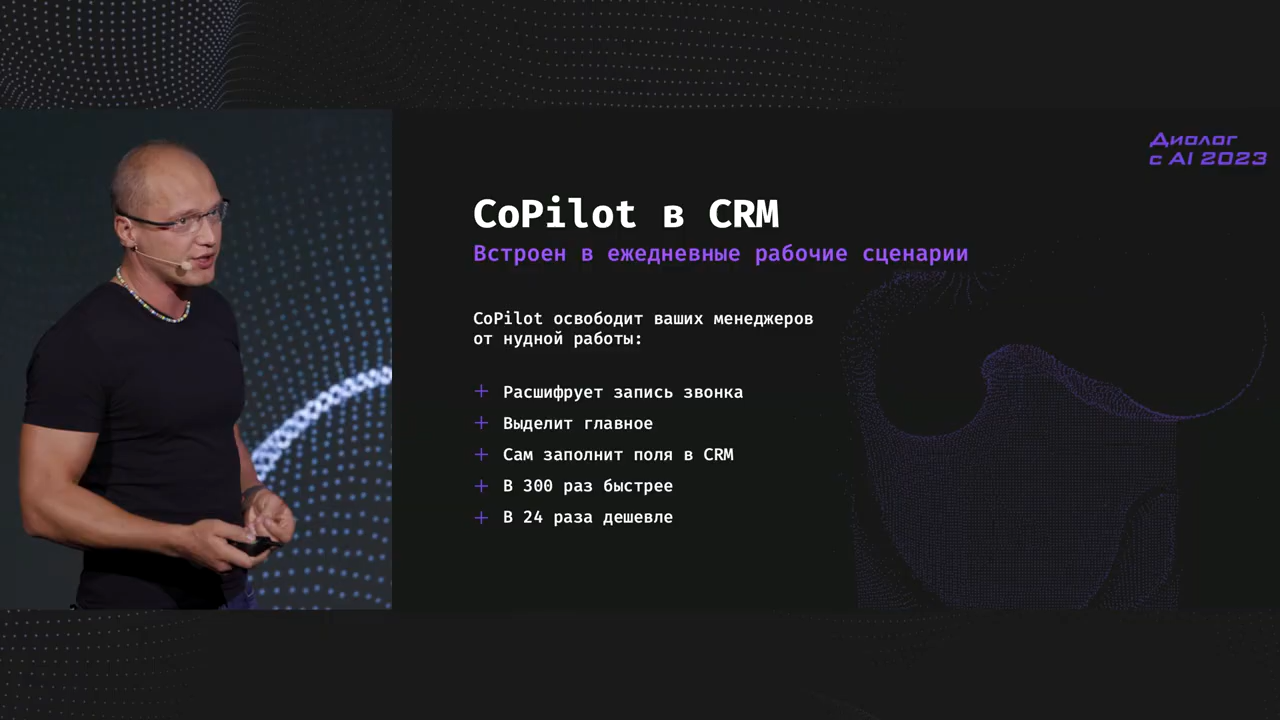 Диалог
с AI 2023
CoPilot в CRM
Встроен в ежедневные рабочие сценарии
CoPilot освободит ваших менеджеров
от нудной работы:
Расшифрует запись звонка
Выделит главное
Сам заполнит поля в CRM
В 300 раз быстрее
В 24 раза дешевле